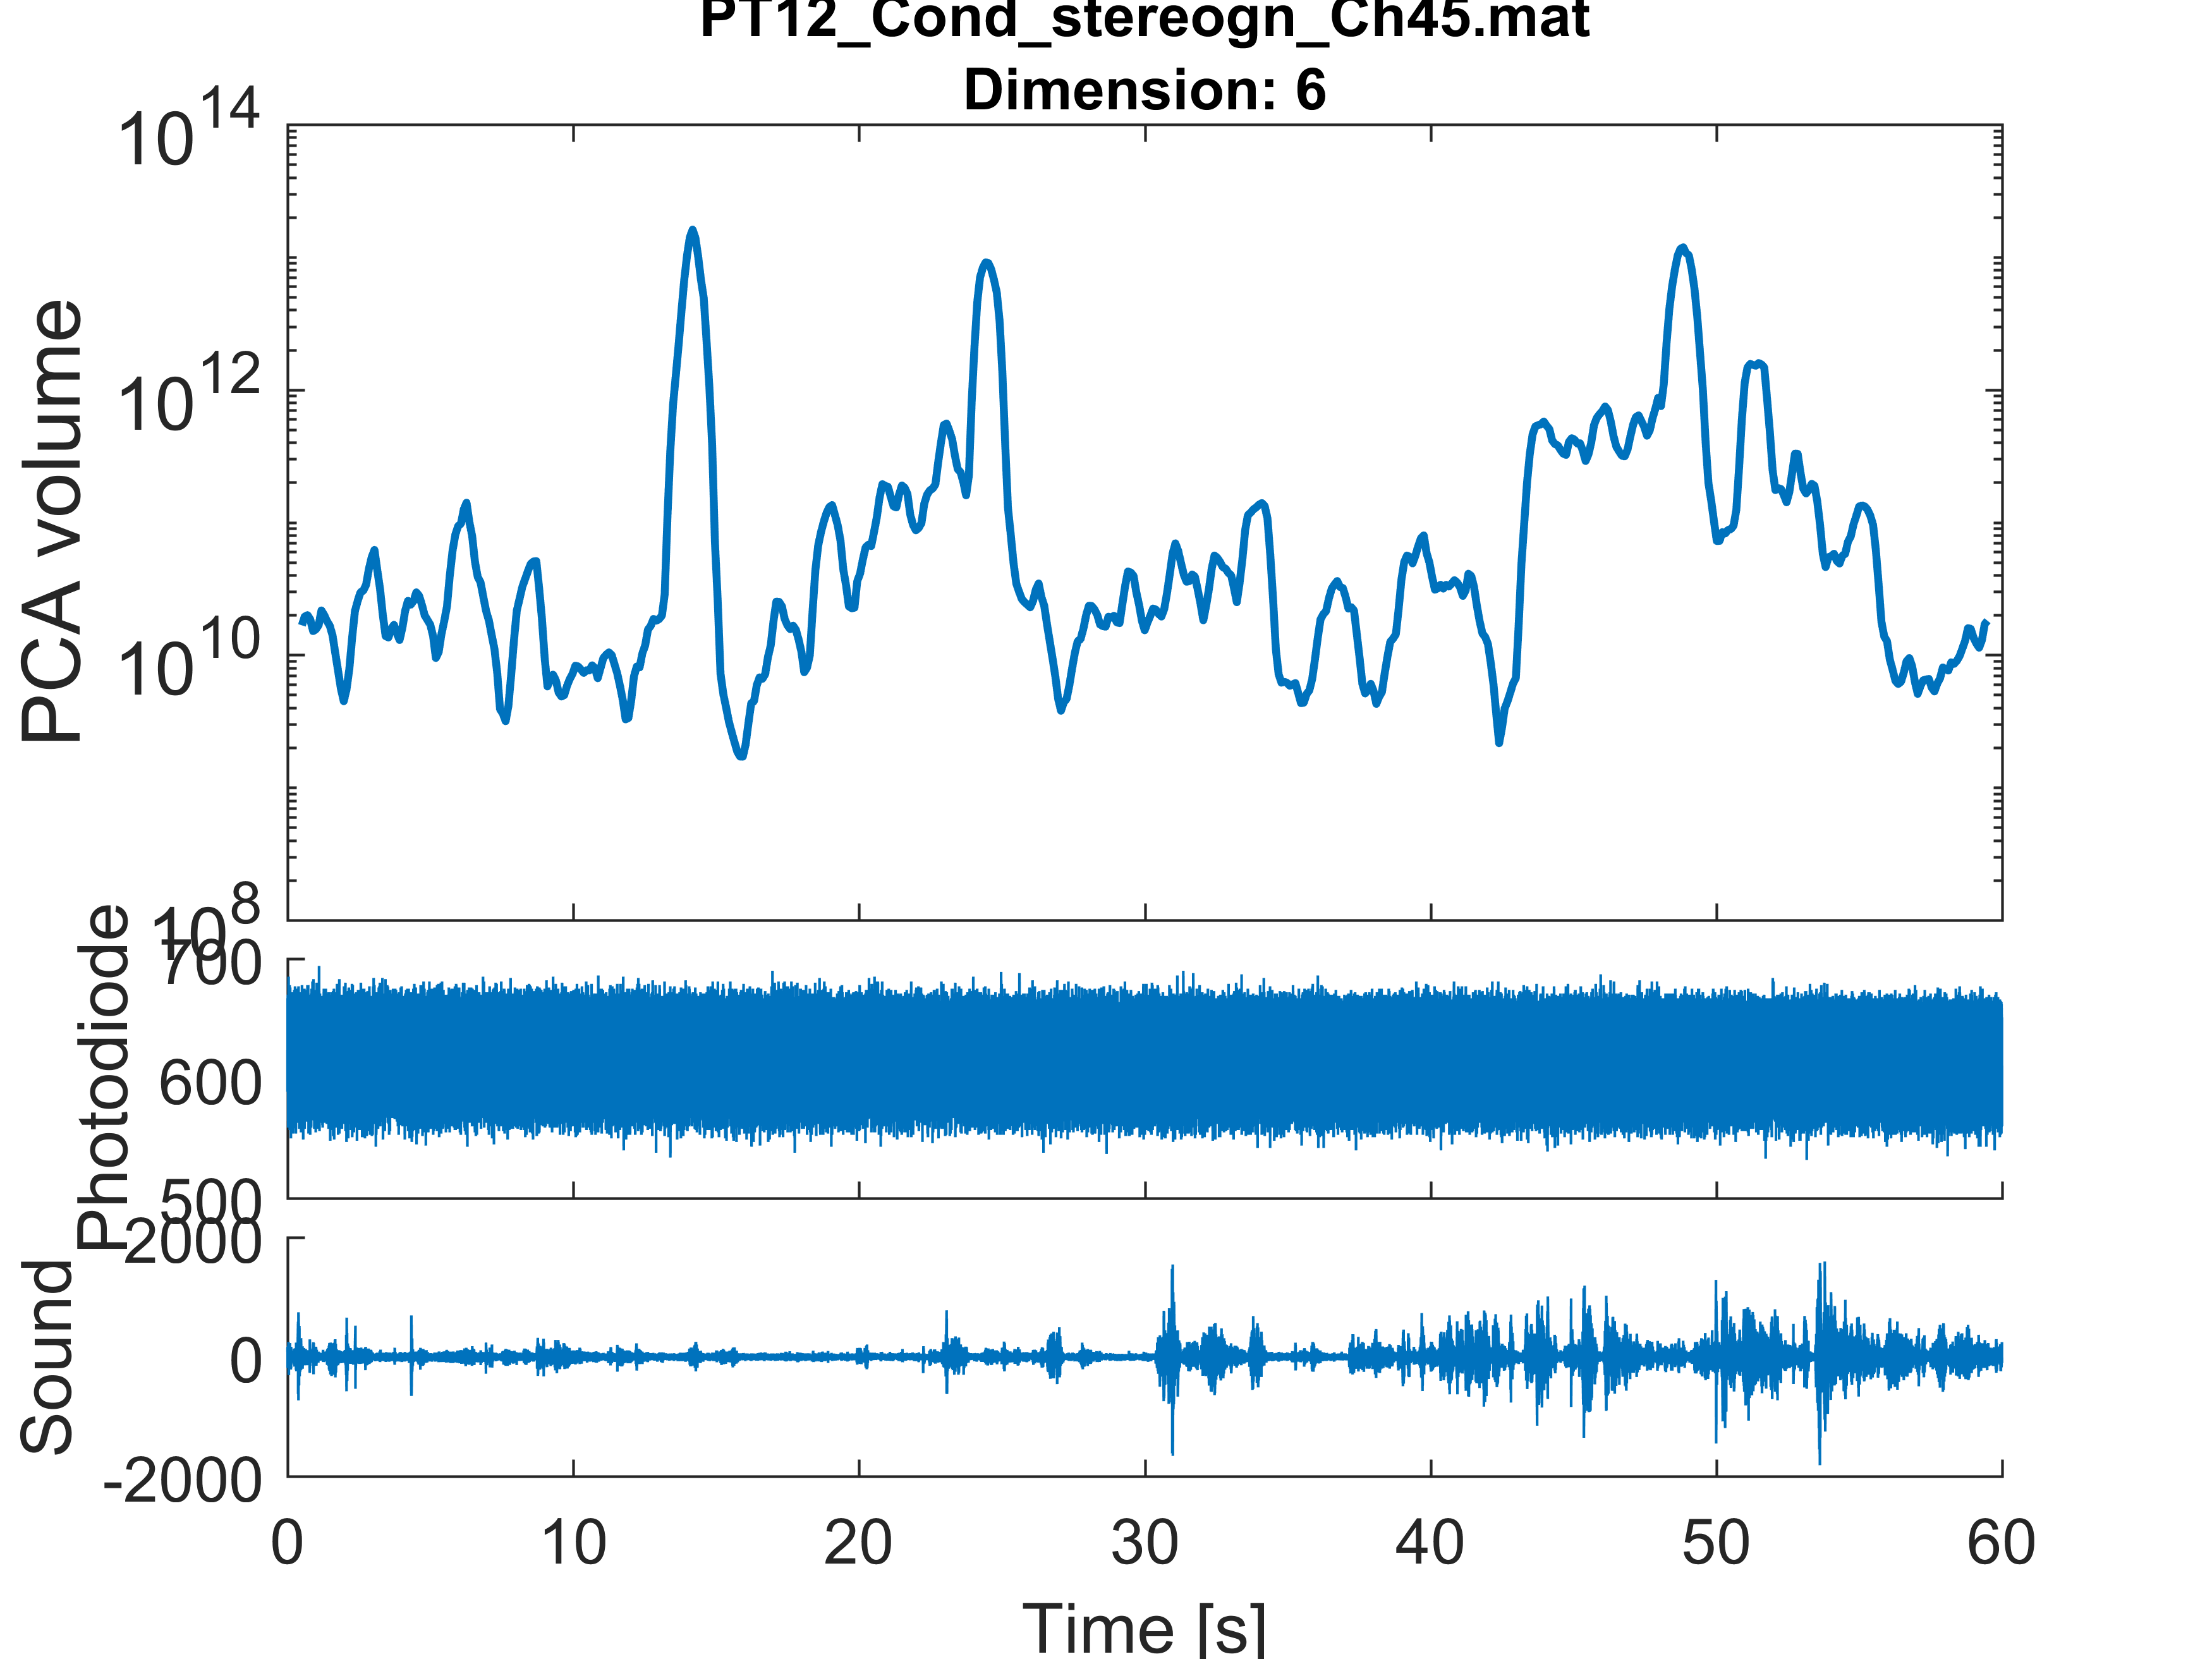 PT12_Cond_stereogn_Ch45.mat
Dimension: 6
PCA volume
10^14
10^12
10^10
10^8
Photodiode
700
600
500
Sound
2000
0
-2000
0 10 20 30 40 50 60
Time [s]